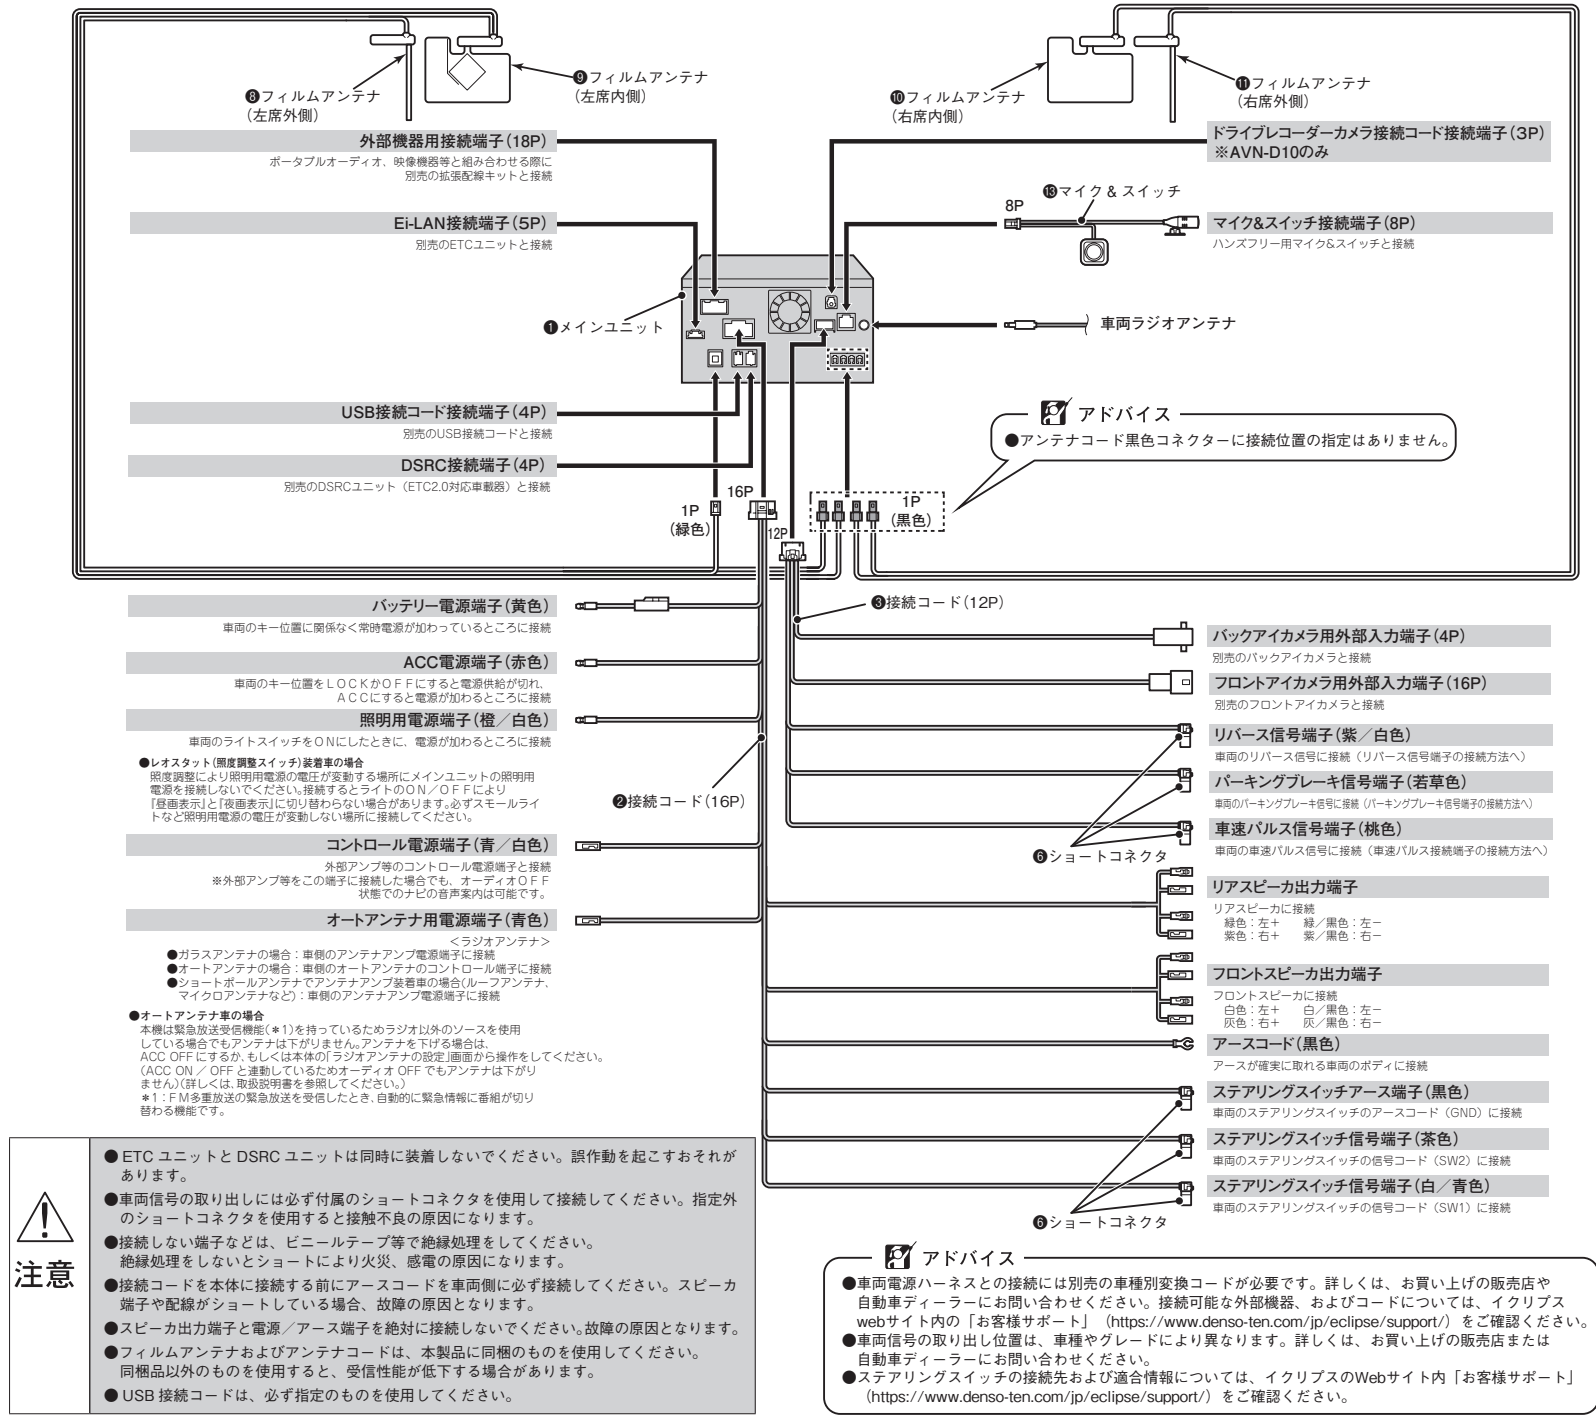 ❽フィルムアンテナ
(左席外側)
❾フィルムアンテナ
(左席内側)
❿フィルムアンテナ
(右席内側)
⓫フィルムアンテナ
(右席外側)
外部機器用接続端子(18P)
ポータブルオーディオ、映像機器等と組み合わせる際に
別売の拡張配線キットと接続
Ei-LAN接続端子(5P)
別売のETCユニットと接続
❶メインユニット
USB接続コード接続端子(4P)
別売のUSB接続コードと接続
DSRC接続端子(4P)
別売のDSRCユニット（ETC2.0対応車載器）と接続
ドライブレコーダーカメラ接続コード接続端子(3P)
※AVN-D10のみ
⓭マイク & スイッチ
8P
マイク&スイッチ接続端子(8P)
ハンズフリー用マイク&スイッチと接続
車両ラジオアンテナ
アドバイス
●アンテナコード黒色コネクターに接続位置の指定はありません。
1P
(緑色)
16P
12P
1P
(黒色)
バッテリー電源端子(黄色)
車両のキー位置に関係なく常時電源が加わっているところに接続
ACC電源端子(赤色)
車両のキー位置をＬＯＣＫかＯＦＦにすると電源供給が切れ、
ＡＣＣにすると電源が加わるところに接続
照明用電源端子(橙／白色)
車両のライトスイッチをＯＮにしたときに、電源が加わるところに接続
●レオスタット(照度調整スイッチ)装着車の場合
照度調整により照明用電源の電圧が変動する場所にメインユニットの照明用
電源を接続しないでください。接続するとライトのＯＮ／ＯＦＦにより
『昼画表示』と『夜画表示』に切り替わらない場合があります。必ずスモールライ
トなど照明用電源の電圧が変動しない場所に接続してください。
コントロール電源端子(青／白色)
外部アンプ等のコントロール電源端子と接続
※外部アンプ等をこの端子に接続した場合でも、オーディオＯＦＦ
状態でのナビの音声案内は可能です。
オートアンテナ用電源端子(青色)
＜ラジオアンテナ＞
●ガラスアンテナの場合：車側のアンテナアンプ電源端子に接続
●オートアンテナの場合：車側のオートアンテナのコントロール端子に接続
●ショートポールアンテナでアンテナアンプ装着車の場合(ルーフアンテナ、
マイクロアンテナなど)：車側のアンテナアンプ電源端子に接続
●オートアンテナ車の場合
本機は緊急放送受信機能(＊1)を持っているためラジオ以外のソースを使用
している場合でもアンテナは下がりません。アンテナを下げる場合は、
ACC OFF にするか、もしくは本体の「ラジオアンテナの設定」画面から操作をしてください。
(ACC ON ／ OFF と連動しているためオーディオ OFF でもアンテナは下がり
ません)(詳しくは、取扱説明書を参照してください。)
＊1：ＦＭ多重放送の緊急放送を受信したとき、自動的に緊急情報に番組が切り
替わる機能です。
❷接続コード(16P)
❸接続コード(12P)
バックアイカメラ用外部入力端子(4P)
別売のバックアイカメラと接続
フロントアイカメラ用外部入力端子(16P)
別売のフロントアイカメラと接続
リバース信号端子(紫／白色)
車両のリバース信号に接続（リバース信号端子の接続方法へ）
パーキングブレーキ信号端子(若草色)
車両のパーキングブレーキ信号に接続（パーキングブレーキ信号端子の接続方法へ）
車速パルス信号端子(桃色)
車両の車速パルス信号に接続（車速パルス接続端子の接続方法へ）
❻ショートコネクタ
リアスピーカ出力端子
リアスピーカに接続
緑色：左＋　緑／黒色：左－
紫色：右＋　紫／黒色：右－
フロントスピーカ出力端子
フロントスピーカに接続
白色：左＋　白／黒色：左－
灰色：右＋　灰／黒色：右－
アースコード(黒色)
アースが確実に取れる車両のボディに接続
ステアリングスイッチアース端子(黒色)
車両のステアリングスイッチのアースコード（GND）に接続
ステアリングスイッチ信号端子(茶色)
車両のステアリングスイッチの信号コード（SW2）に接続
ステアリングスイッチ信号端子(白／青色)
車両のステアリングスイッチの信号コード（SW1）に接続
❻ショートコネクタ
注意
●ETC ユニットと DSRC ユニットは同時に装着しないでください。誤作動を起こすおそれが
あります。
●車両信号の取り出しには必ず付属のショートコネクタを使用して接続してください。指定外
のショートコネクタを使用すると接触不良の原因になります。
●接続しない端子などは、ビニールテープ等で絶縁処理をしてください。
絶縁処理をしないとショートにより火災、感電の原因になります。
●接続コードを本体に接続する前にアースコードを車両側に必ず接続してください。スピーカ
端子や配線がショートしている場合、故障の原因となります。
●スピーカ出力端子と電源／アース端子を絶対に接続しないでください。故障の原因となります。
●フィルムアンテナおよびアンテナコードは、本製品に同梱のものを使用してください。
同梱品以外のものを使用すると、受信性能が低下する場合があります。
●USB 接続コードは、必ず指定のものを使用してください。
アドバイス
●車両電源ハーネスとの接続には別売の車種別変換コードが必要です。詳しくは、お買い上げの販売店や
自動車ディーラーにお問い合わせください。接続可能な外部機器、およびコードについては、イクリプス
webサイト内の「お客様サポート」（https://www.denso-ten.com/jp/eclipse/support/）をご確認ください。
●車両信号の取り出し位置は、車種やグレードにより異なります。詳しくは、お買い上げの販売店または
自動車ディーラーにお問い合わせください。
●ステアリングスイッチの接続先および適合情報については、イクリプスのWebサイト内「お客様サポート」
（https://www.denso-ten.com/jp/eclipse/support/）をご確認ください。